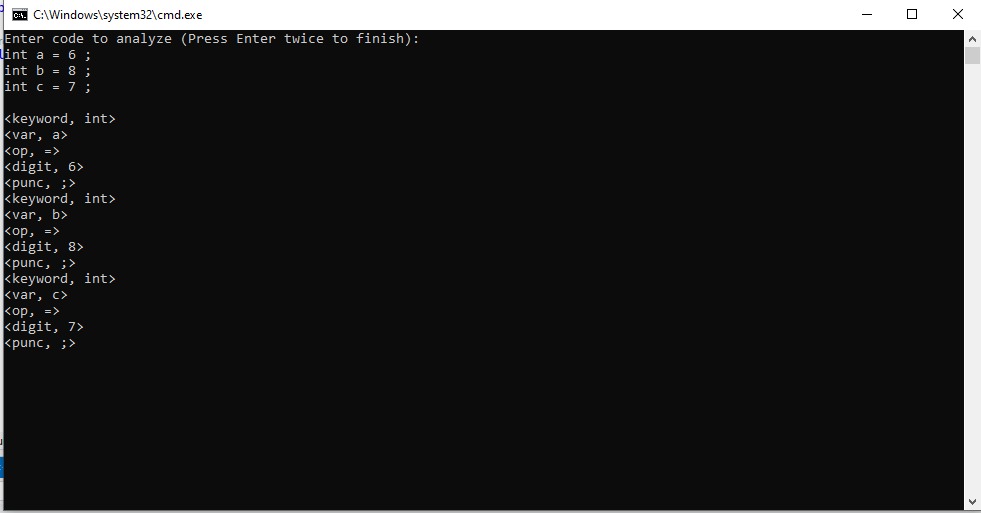 C:\Windows\system32\cmd.exe
Enter code to analyze (Press Enter twice to finish):
int a = 6 ;
int b = 8 ;
int c = 7 ;
<keyword, int>
<var, a>
<op, =>
<digit, 6>
<punc, ;>
<keyword, int>
<var, b>
<op, =>
<digit, 8>
<punc, ;>
<keyword, int>
<var, c>
<op, =>
<digit, 7>
<punc, ;>